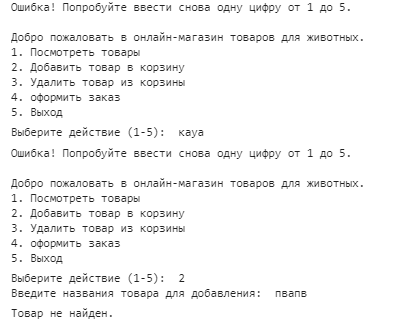 Ошибка! Попробуйте ввести снова одну цифру от 1 до 5.
Добро пожаловать в онлайн-магазин товаров для животных.
1. Посмотреть товары
2. Добавить товар в корзину
3. Удалить товар из корзины
4. оформить заказ
5. Выход
Выберите действие (1-5):  кауа
Ошибка! Попробуйте ввести снова одну цифру от 1 до 5.
Добро пожаловать в онлайн-магазин товаров для животных.
1. Посмотреть товары
2. Добавить товар в корзину
3. Удалить товар из корзины
4. оформить заказ
5. Выход
Выберите действие (1-5):  2
Введите названия товара для добавления:  пвапв
Товар не найден.